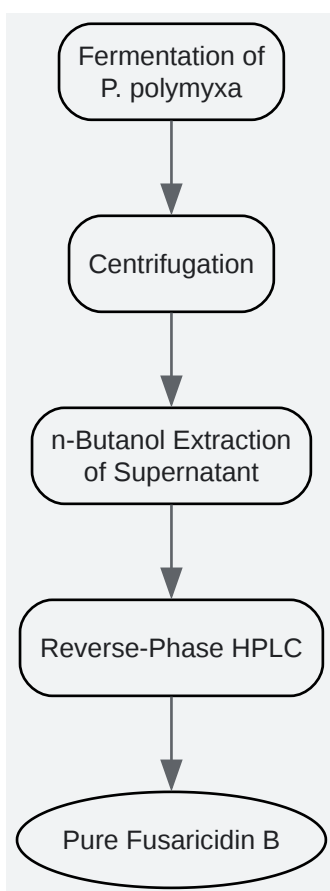 Fermentation of
P. polymyxa
Centrifugation
n-Butanol Extraction
of Supernatant
Reverse-Phase HPLC
Pure Fusaricidin B